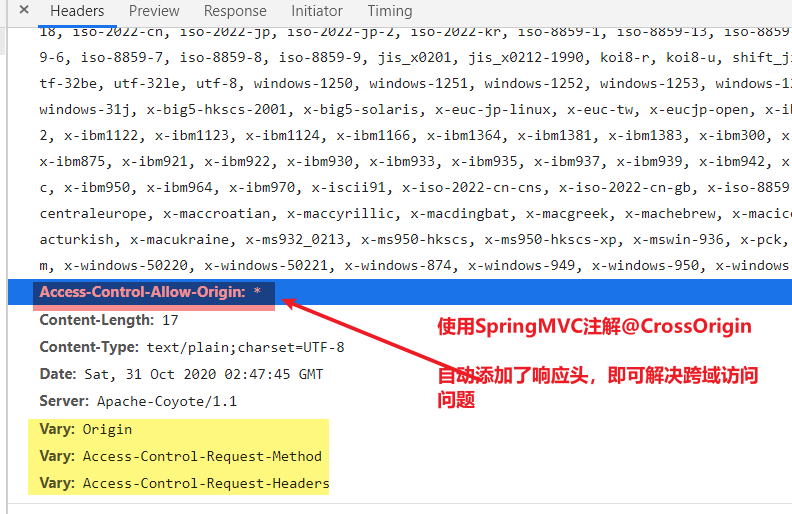 × Headers Preview Response Initiator Timing
18, iso-2022-cn, iso-2022-jp, iso-2022-jp-2, iso-2022-kr, iso-8859-1, iso-8859-13, iso-8859
9-6, iso-8859-7, iso-8859-8, iso-8859-9, jis_x0201, jis_x0212-1990, koi8-r, koi8-u, shift_ji
tf-32be, utf-32le, utf-8, windows-1250, windows-1251, windows-1252, windows-1253, windows-12
windows-31j, x-big5-hkscs-2001, x-big5-solaris, x-euc-jp-linux, x-euc-tw, x-eucjp-open, x-ib
2, x-ibm1122, x-ibm1123, x-ibm1124, x-ibm1166, x-ibm1364, x-ibm1381, x-ibm1383, x-ibm300, x-
x-ibm875, x-ibm921, x-ibm922, x-ibm930, x-ibm933, x-ibm935, x-ibm937, x-ibm939, x-ibm942, x-
c, x-ibm950, x-ibm964, x-ibm970, x-iscii91, x-iso-2022-cn-cns, x-iso-2022-cn-gb, x-iso-8859
centraleurope, x-maccroatian, x-maccyrillic, x-macdingbat, x-macgreek, x-machebrew, x-macice
acturkish, x-macukraine, x-ms932_0213, x-ms950-hkscs, x-ms950-hkscs-xp, x-mswin-936, x-pck,
m, x-windows-50220, x-windows-50221, x-windows-874, x-windows-949, x-windows-950, x-windows-
Access-Control-Allow-Origin: *
Content-Length: 17
使用SpringMVC注解@CrossOrigin
Content-Type: text/plain;charset=UTF-8
Date: Sat, 31 Oct 2020 02:47:45 GMT
自动添加了响应头，即可解决跨域访问
问题
Server: Apache-Coyote/1.1
Vary: Origin
Vary: Access-Control-Request-Method
Vary: Access-Control-Request-Headers